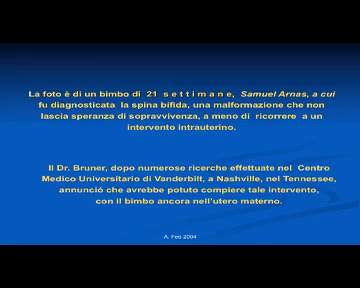 La foto è di un bimbo di 21 s e t t i m a n e, Samuel Arnas, a cui
fu diagnosticata la spina bifida, una malformazione che non
lascia speranza di sopravvivenza, a meno di ricorrere a un
intervento intrauterino.
Il Dr. Bruner, dopo numerose ricerche effettuate nel Centro
Medico Universitario di Vanderbilt, a Nashville, nel Tennessee,
annunciò che avrebbe potuto compiere tale intervento,
con il bimbo ancora nell'utero materno.
A. Feo 2004